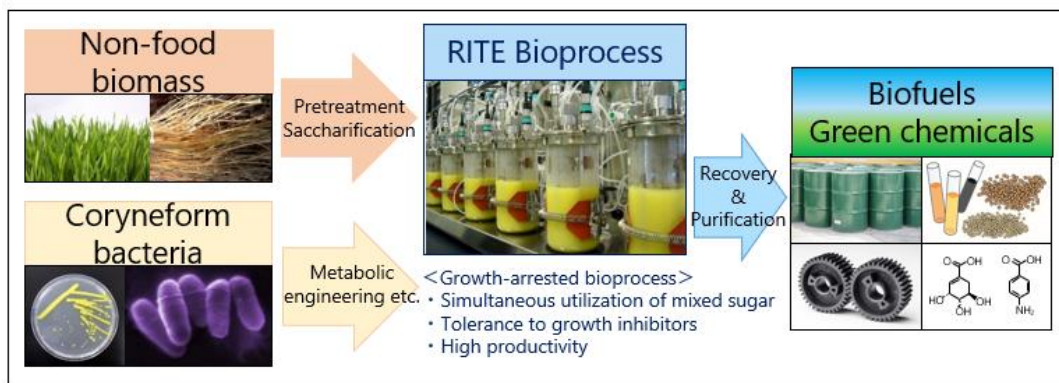 Non-food
biomass
Pretreatment
Saccharification
Coryneform
bacteria
Metabolic
engineering etc.
RITE Bioprocess
<Growth-arrested bioprocess>
・Simultaneous utilization of mixed sugar
・Tolerance to growth inhibitors
・High productivity
Recovery
&
Purification
Biofuels
Green chemicals
O
OH
HO
OH
OH
O
OH
NH₂